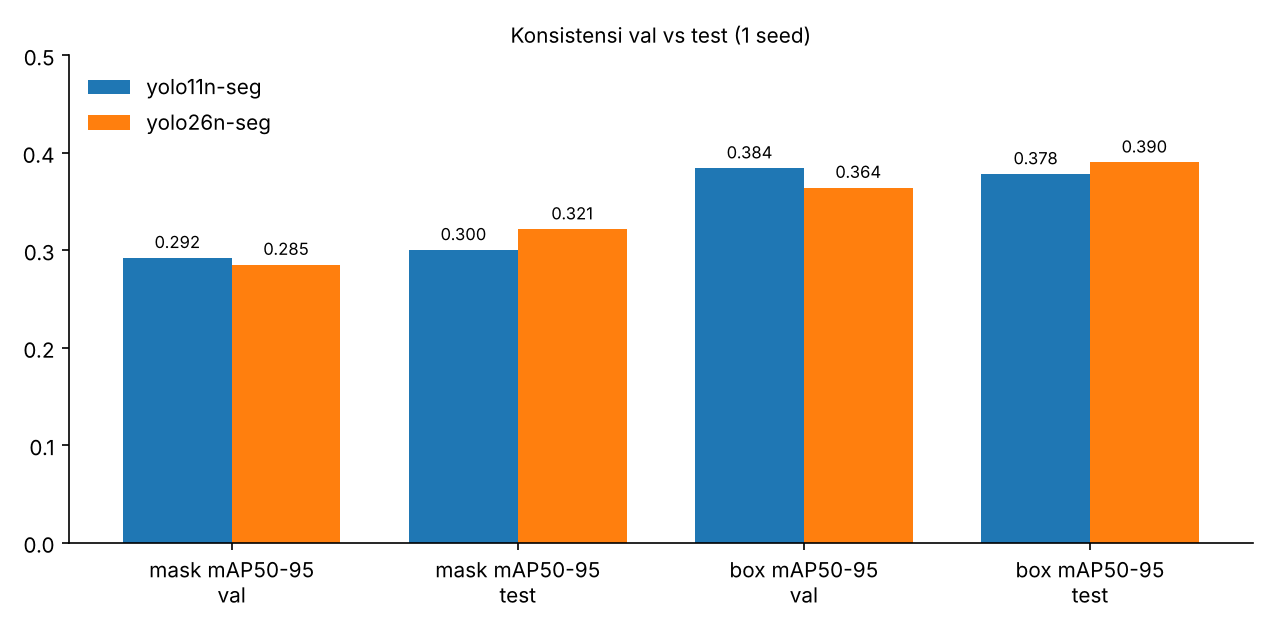 Konsistensi val vs test (1 seed)
0.5
0.4
0.3
0.2
0.1
0.0
yolo11n-seg
yolo26n-seg
0.292
0.285
0.300
0.321
0.384
0.364
0.378
0.390
mask mAP50-95
val
mask mAP50-95
test
box mAP50-95
val
box mAP50-95
test